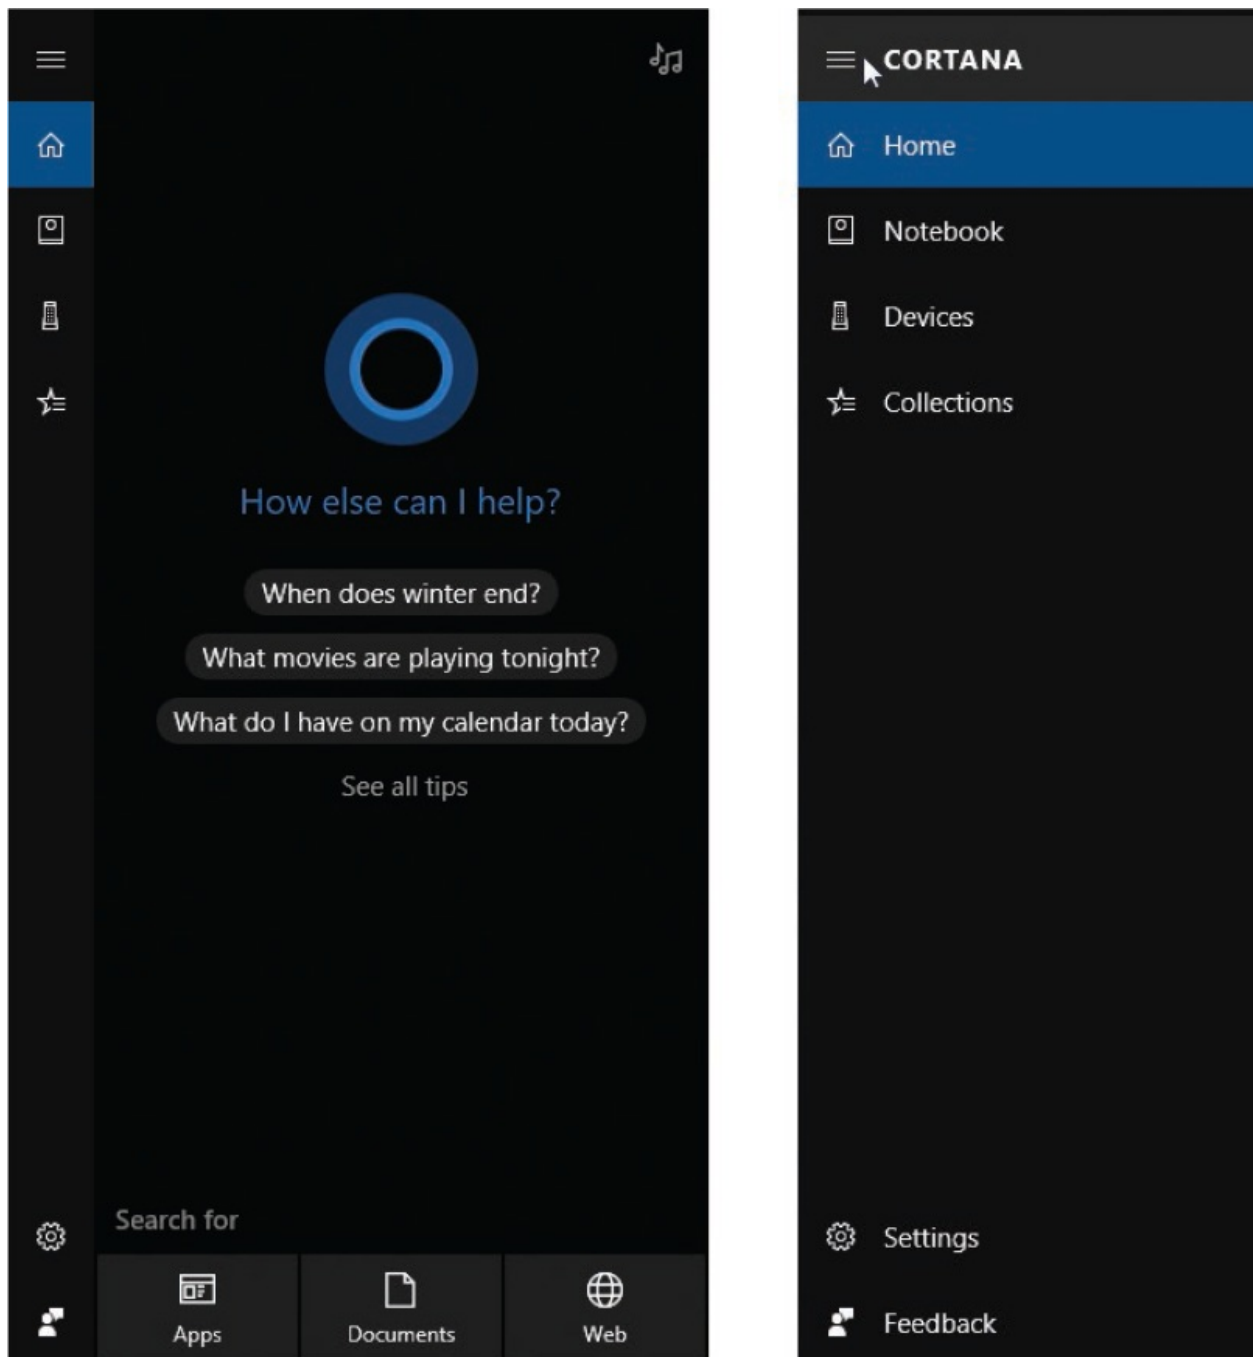 How else can I help?
When does winter end?
What movies are playing tonight?
What do I have on my calendar today?
See all tips
Search for
Apps
Documents
Web
CORTANA
Home
Notebook
Devices
Collections
Settings
Feedback